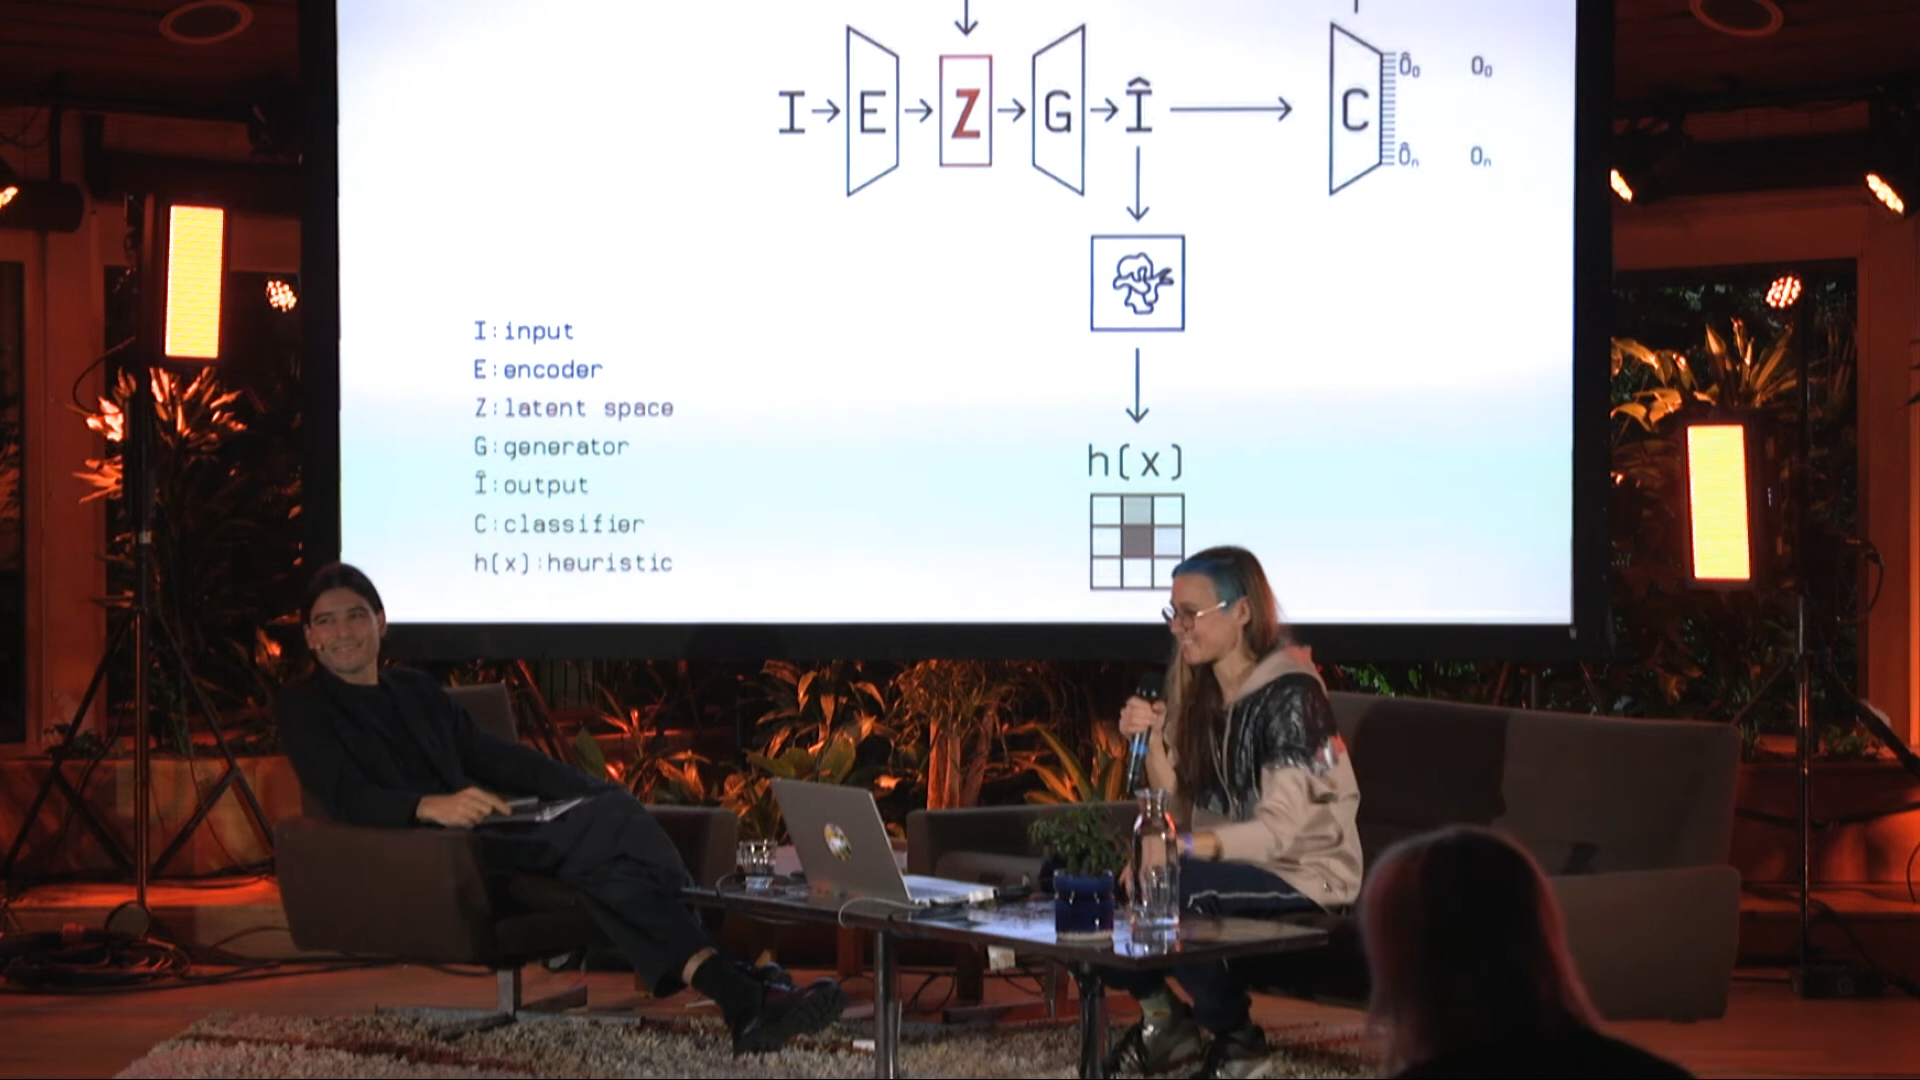 I → E → Z → G → Î → C Ô₀ O₀
Ôₙ Oₙ
I:input
E:encoder
Z:latent space
G:generator
Î:output
C:classifier
h(x):heuristic
h(x)